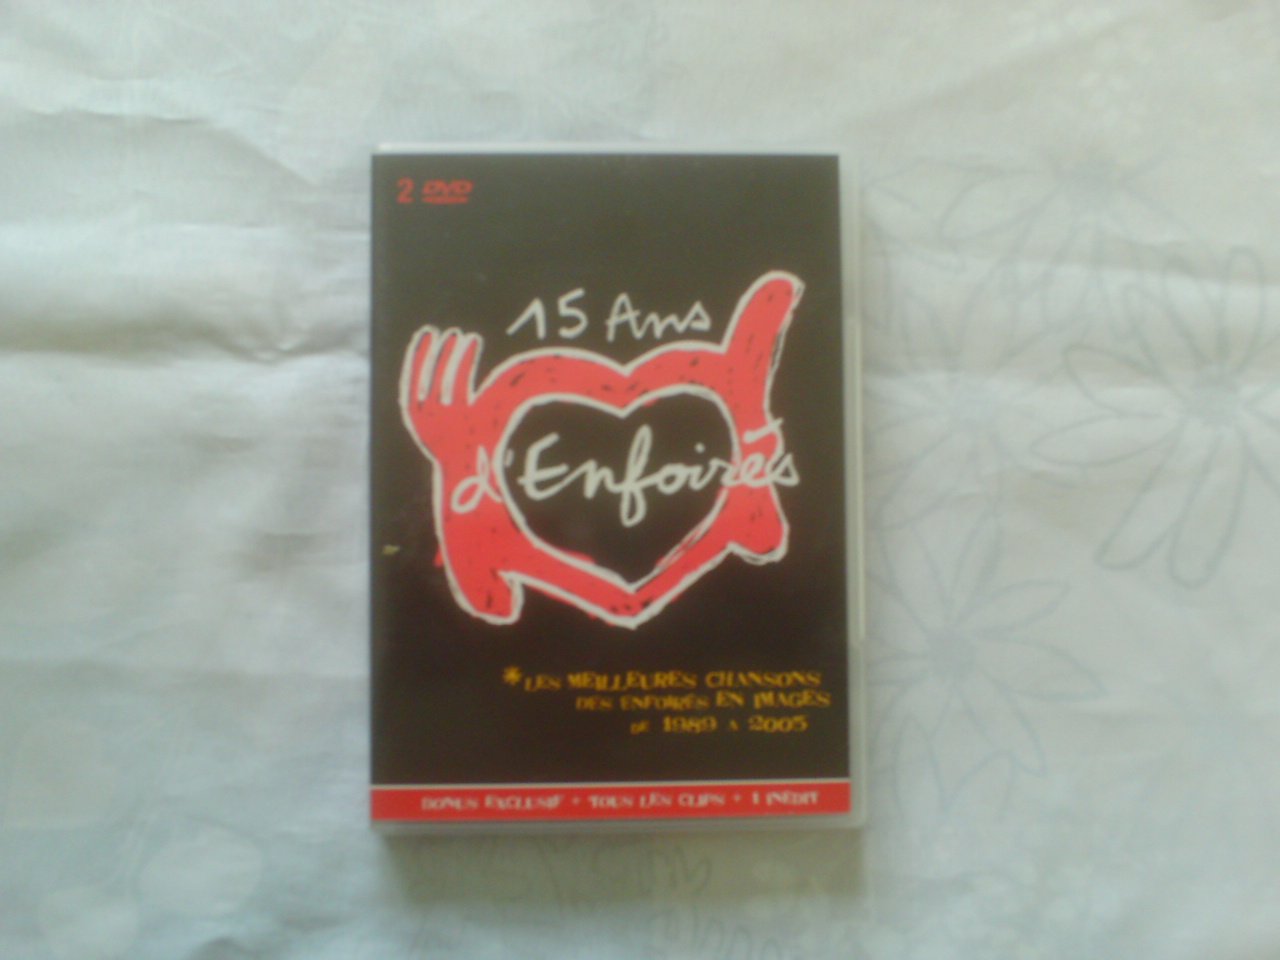 2 DVD
15 Ans
d'Enfoirés
*LES MEILLEURES CHANSONS
DES ENFOIRÉS EN IMAGES
DE 1989 A 2005
BONUS EXCLUSIF + TOUS LES CLIPS + 1 INÉDIT